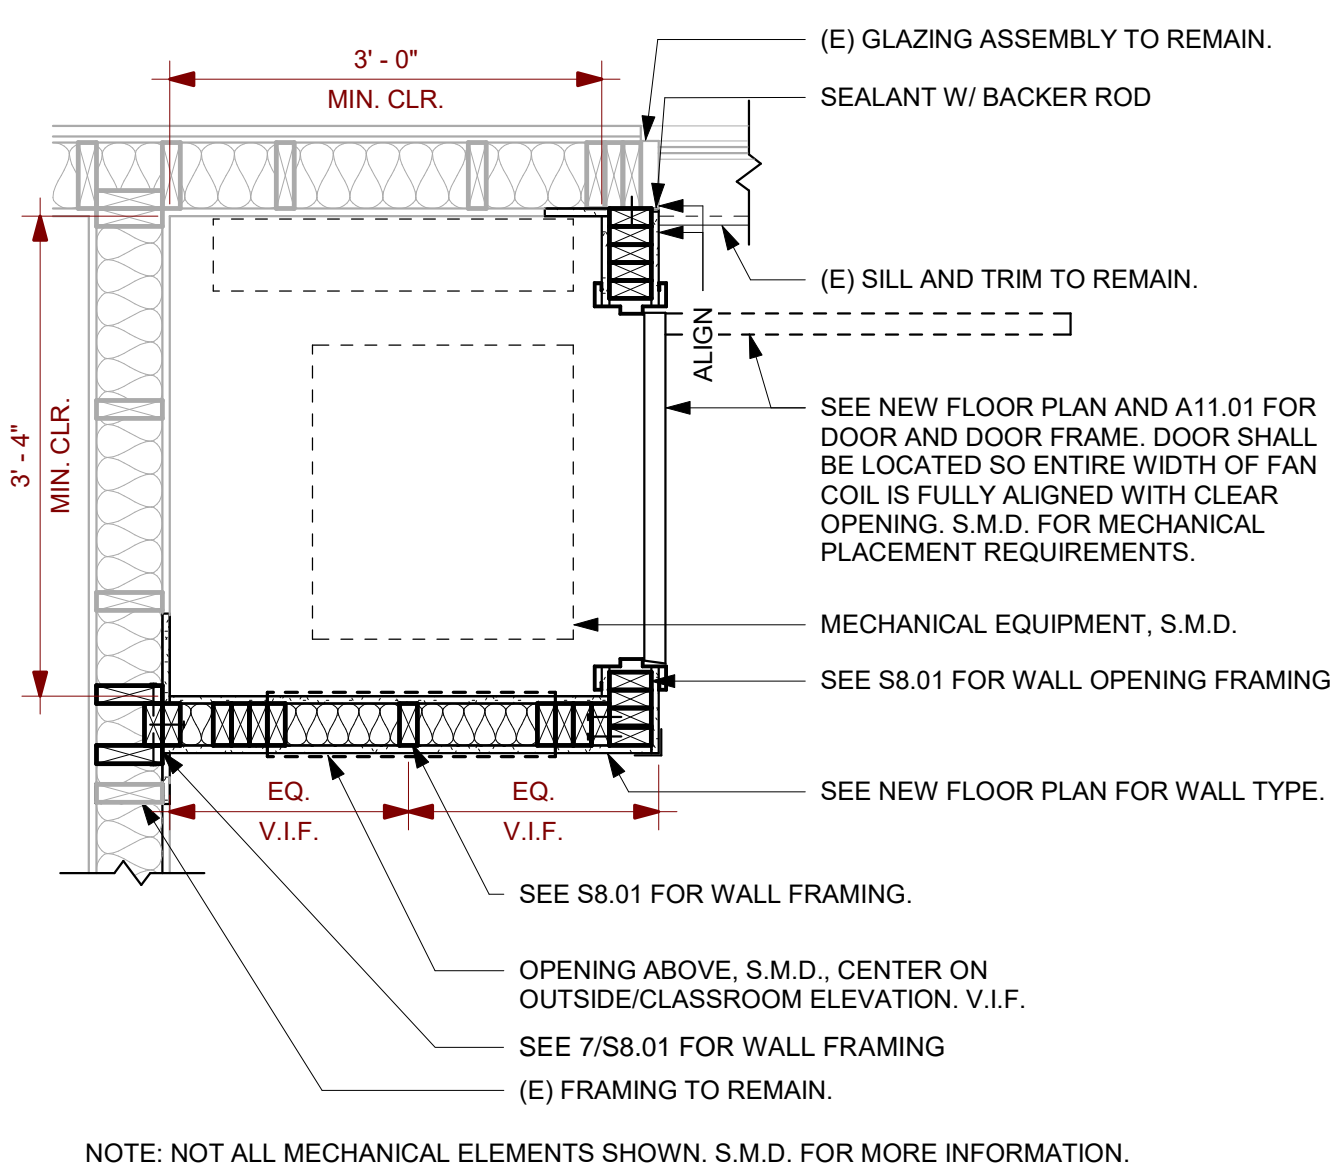 (E) GLAZING ASSEMBLY TO REMAIN.
3' - 0"
MIN. CLR.
SEALANT W/ BACKER ROD
(E) SILL AND TRIM TO REMAIN.
ALIGN
3' - 4"
MIN. CLR.
SEE NEW FLOOR PLAN AND A11.01 FOR
DOOR AND DOOR FRAME. DOOR SHALL
BE LOCATED SO ENTIRE WIDTH OF FAN
COIL IS FULLY ALIGNED WITH CLEAR
OPENING. S.M.D. FOR MECHANICAL
PLACEMENT REQUIREMENTS.
MECHANICAL EQUIPMENT, S.M.D.
SEE S8.01 FOR WALL OPENING FRAMING
EQ.
V.I.F.
EQ.
V.I.F.
SEE NEW FLOOR PLAN FOR WALL TYPE.
SEE S8.01 FOR WALL FRAMING.
OPENING ABOVE, S.M.D., CENTER ON
OUTSIDE/CLASSROOM ELEVATION. V.I.F.
SEE 7/S8.01 FOR WALL FRAMING
(E) FRAMING TO REMAIN.
NOTE: NOT ALL MECHANICAL ELEMENTS SHOWN. S.M.D. FOR MORE INFORMATION.